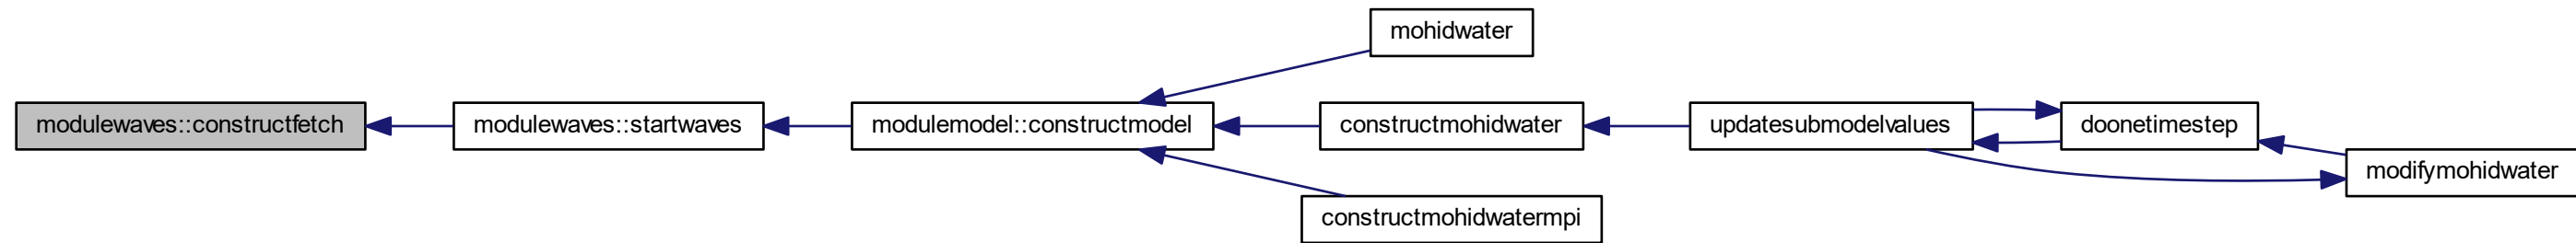 mohidwater
modulewaves::constructfetch
modulewaves::startwaves
modulemodel::constructmodel
constructmohidwater
updatesubmodelvalues
doonetimestep
modifymohidwater
constructmohidwatermpi